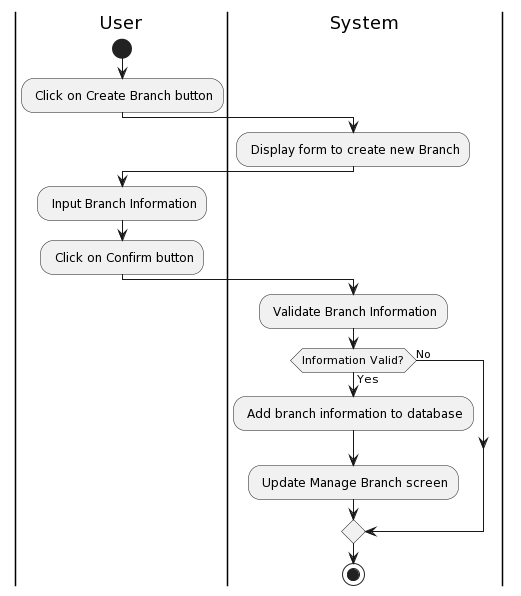 User
System
Click on Create Branch button
Display form to create new Branch
Input Branch Information
Click on Confirm button
Validate Branch Information
Information Valid?
No
Yes
Add branch information to database
Update Manage Branch screen